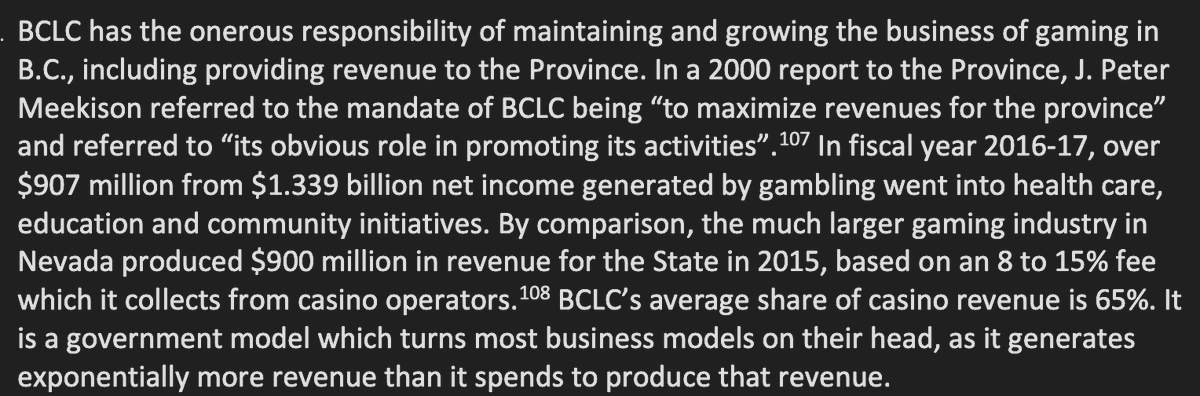 . BCLC has the onerous responsibility of maintaining and growing the business of gaming in
B.C., including providing revenue to the Province. In a 2000 report to the Province, J. Peter
Meekison referred to the mandate of BCLC being “to maximize revenues for the province”
and referred to “its obvious role in promoting its activities”.107 In fiscal year 2016-17, over
$907 million from $1.339 billion net income generated by gambling went into health care,
education and community initiatives. By comparison, the much larger gaming industry in
Nevada produced $900 million in revenue for the State in 2015, based on an 8 to 15% fee
which it collects from casino operators.108 BCLC’s average share of casino revenue is 65%. It
is a government model which turns most business models on their head, as it generates
exponentially more revenue than it spends to produce that revenue.